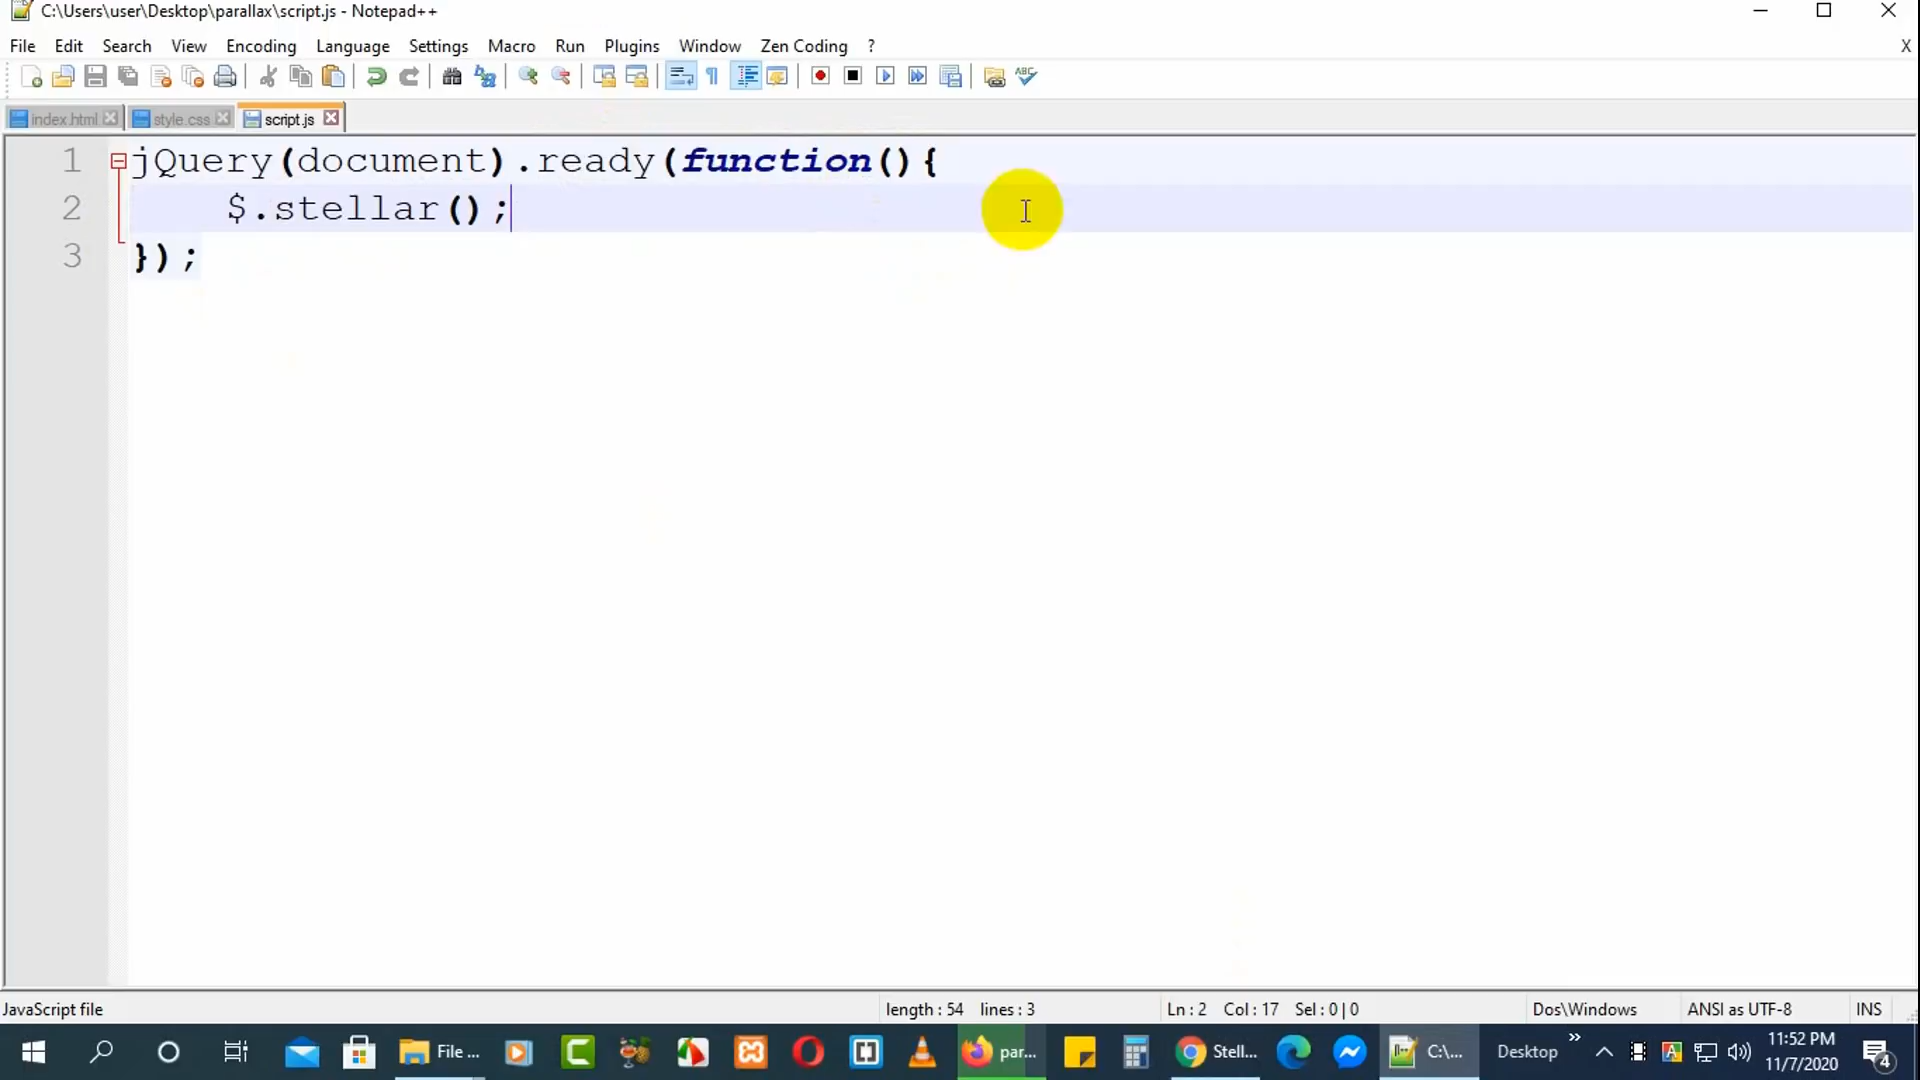 C:\Users\user\Desktop\parallax\script.js - Notepad++
File Edit Search View Encoding Language Settings Macro Run Plugins Window Zen Coding ? X
index.html style.css script.js
1 jQuery(document).ready(function(){
2 $.stellar();
3 });
JavaScript file length : 54 lines : 3 Ln : 2 Col : 17 Sel : 0 | 0 Dos\Windows ANSI as UTF-8 INS
File ... par... Stell... C:\... Desktop 11:52 PM
11/7/2020 4